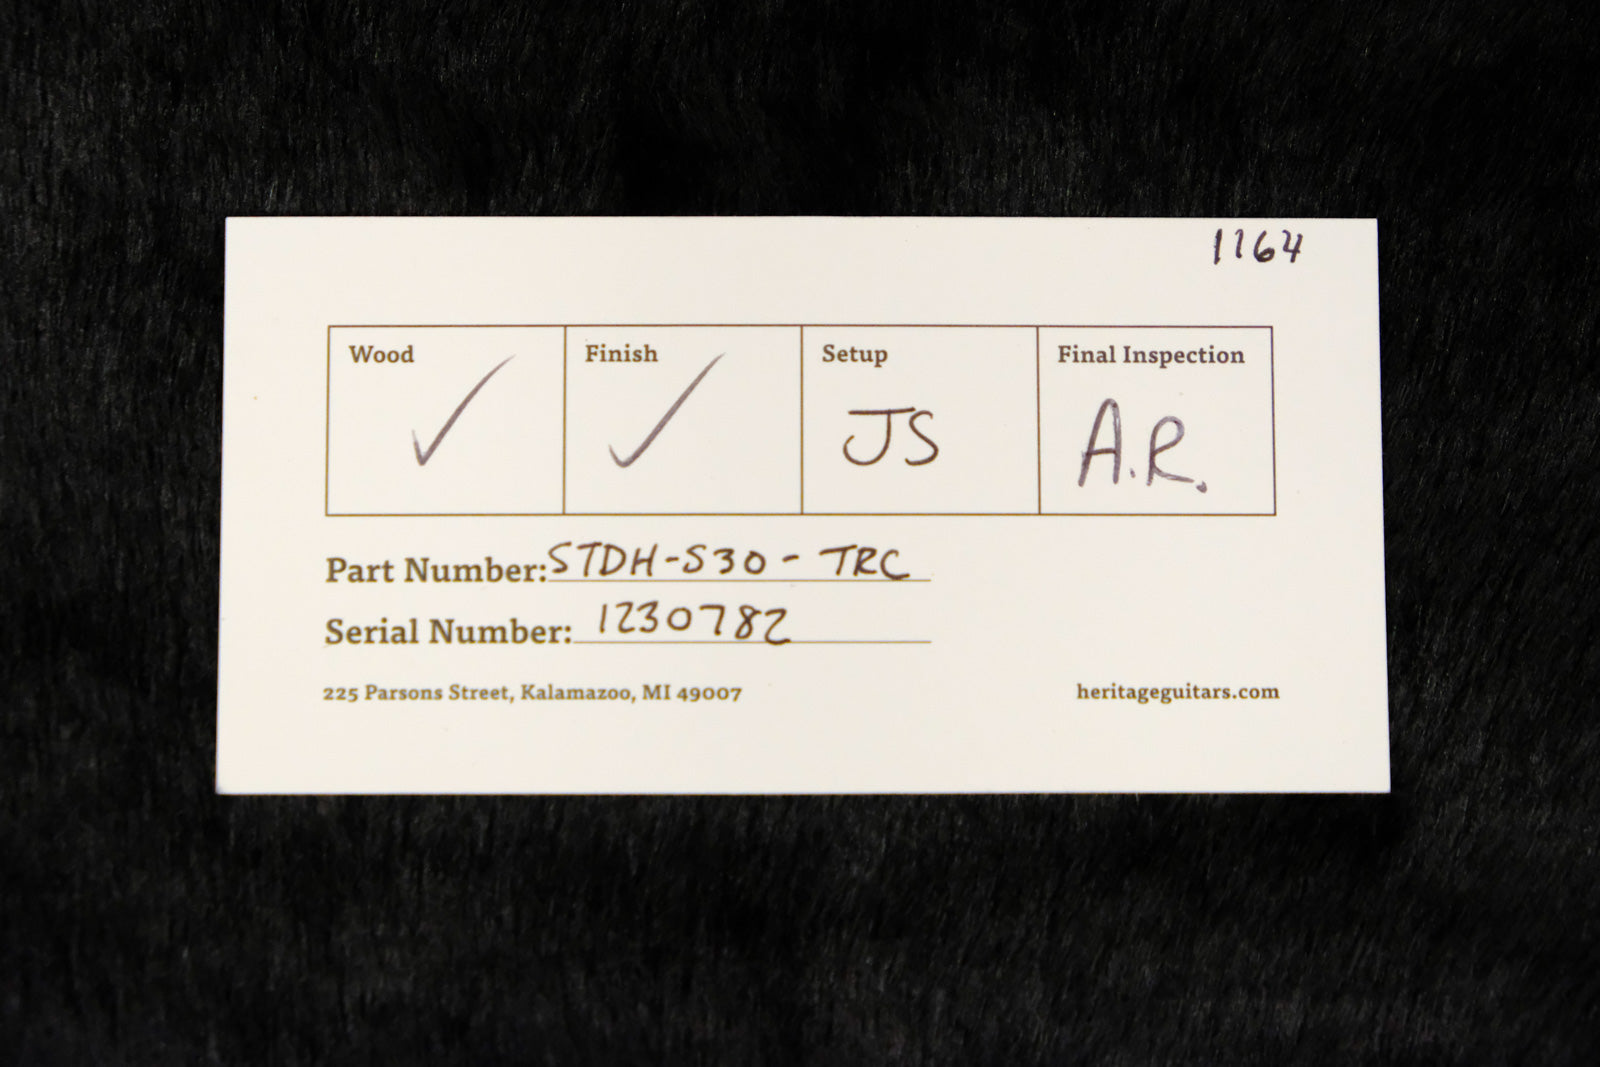 1164
Wood Finish Setup Final Inspection
✓ ✓ JS A.R.
Part Number: STDH-S30-TRC
Serial Number: 1230782
225 Parsons Street, Kalamazoo, MI 49007 heritageguitars.com